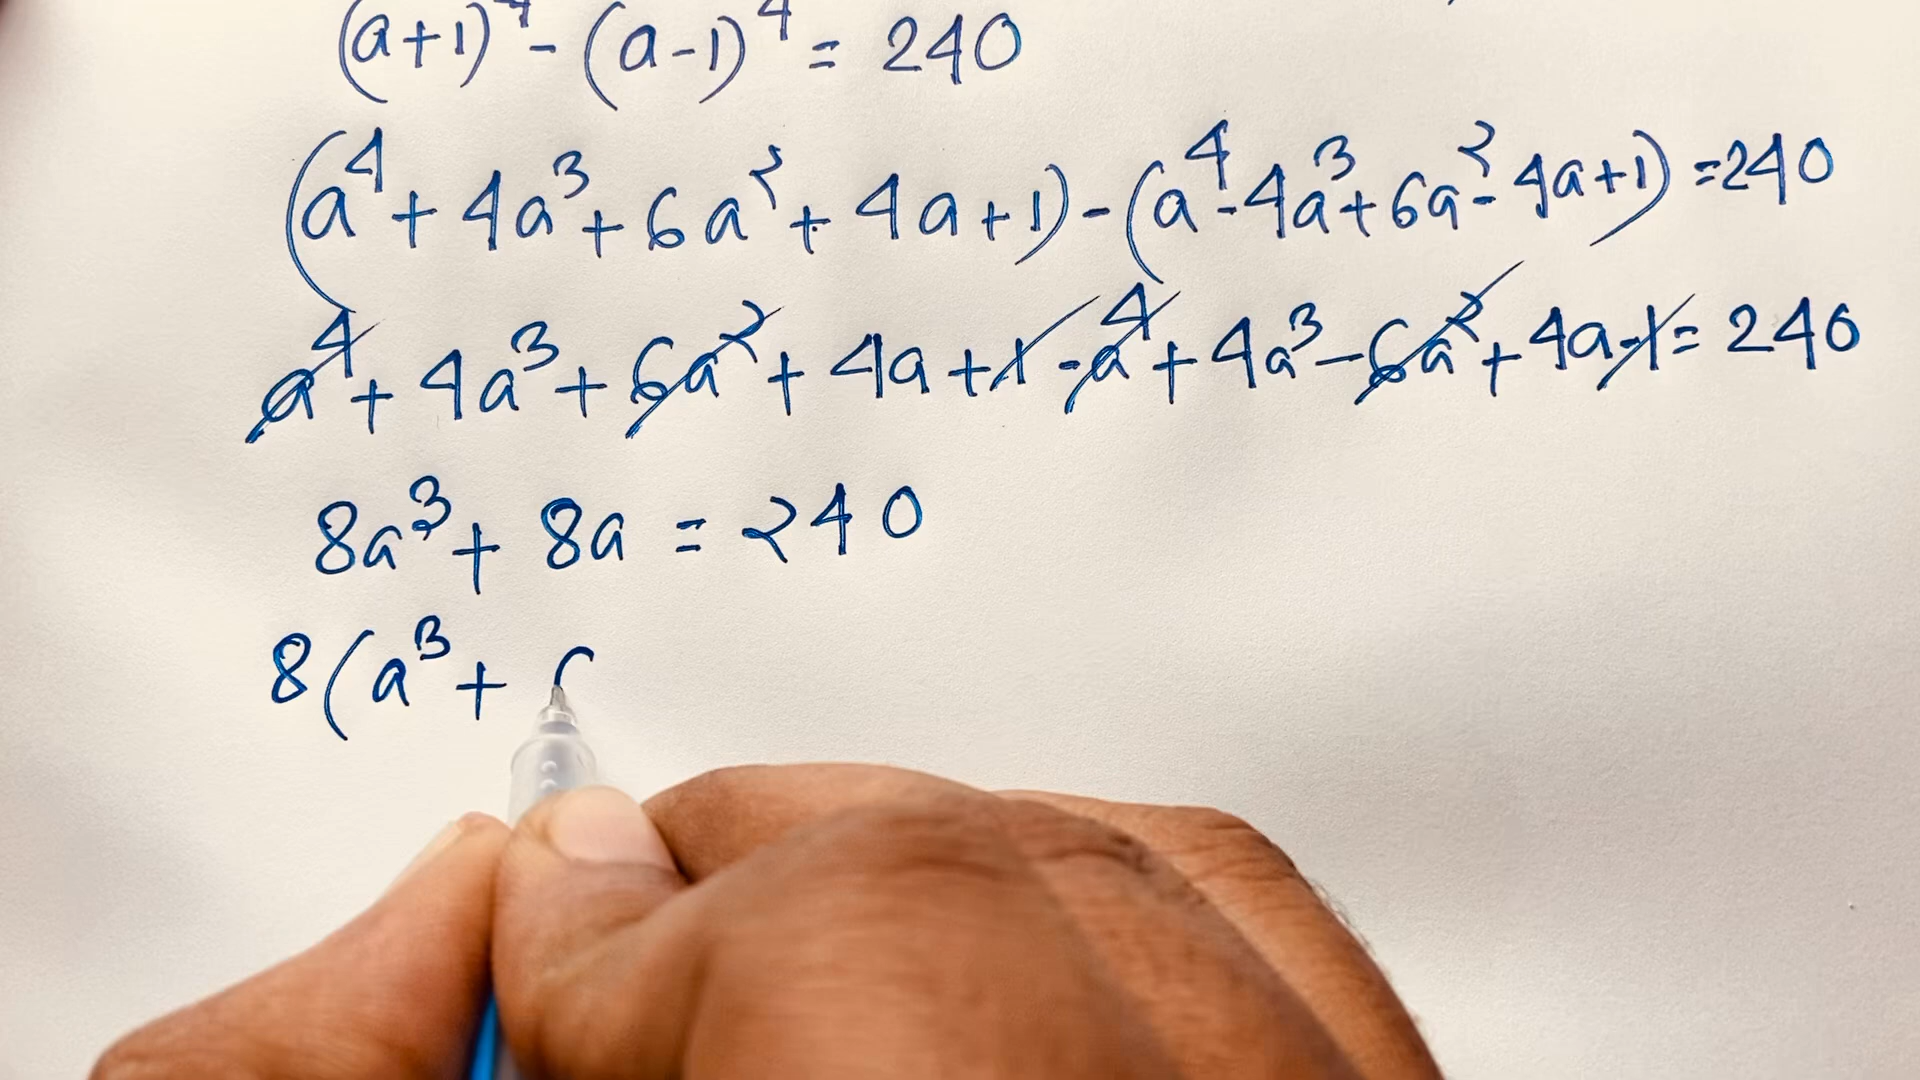 (a+1)⁴ - (a-1)⁴ = 240
(a⁴ + 4a³ + 6a² + 4a + 1) - (a⁴ - 4a³ + 6a² - 4a + 1) = 240
a⁴ + 4a³ + 6a² + 4a + 1 - a⁴ + 4a³ - 6a² + 4a - 1 = 240
8a³ + 8a = 240
8(a³ +